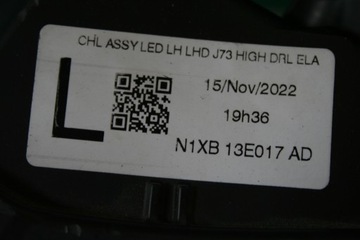 CHL ASSY LED LH LHD J73 HIGH DRL ELA
L
15/Nov/2022
19h36
N1XB 13E017 AD